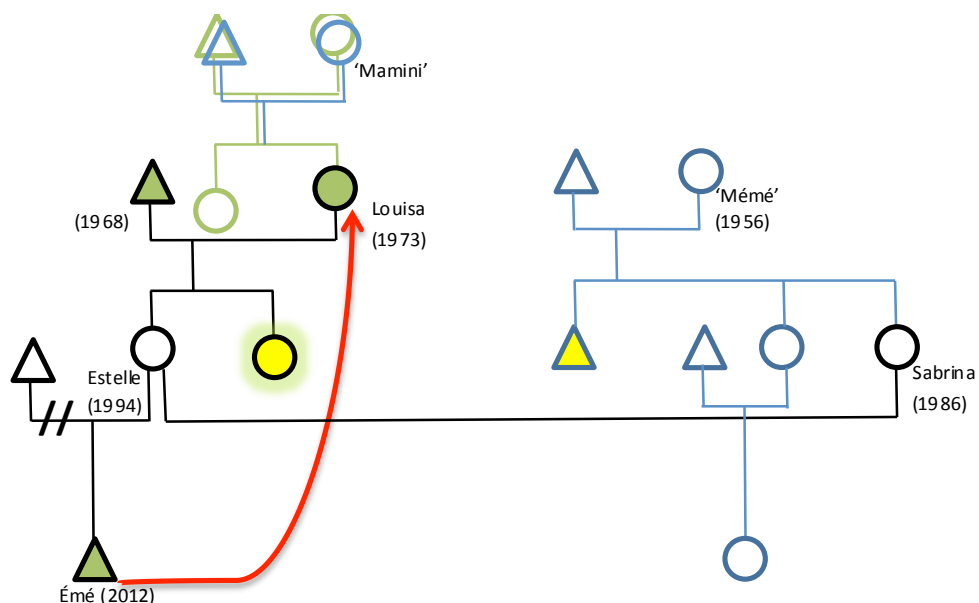 ‘Mamini’
(1968)
Louisa
(1973)
‘Mémé’
(1956)
Estelle
(1994)
Sabrina
(1986)
Émé (2012)